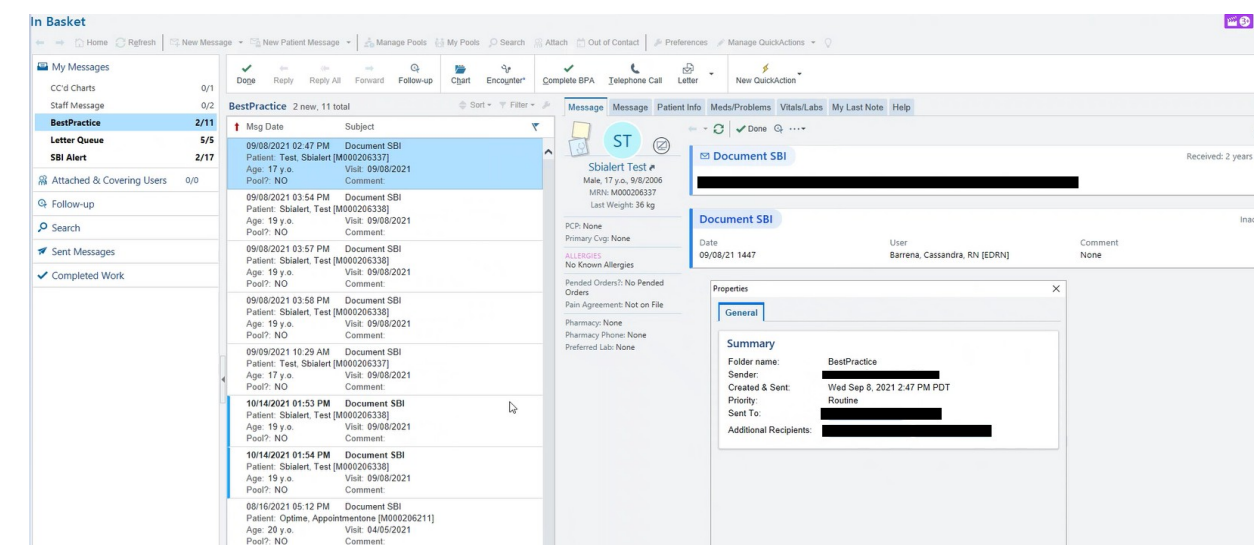 In Basket
Home Refresh New Message New Patient Message Manage Pools My Pools Search Attach Out of Contact Preferences Manage QuickActions
My Messages
CC'd Charts 0/1
Staff Message 0/2
BestPractice 2/11
Letter Queue 5/5
SBI Alert 2/17
Attached & Covering Users 0/0
Follow-up
Search
Sent Messages
Completed Work
Done Reply Reply All Forward Follow-up Chart Encounter* Complete BPA Telephone Call Letter New QuickAction
BestPractice 2 new, 11 total Sort Filter
Msg Date Subject
09/08/2021 02:47 PM Document SBI
Patient: Test, Sbialert [M000206337]
Age: 17 y.o. Visit: 09/08/2021
Pool?: NO Comment:
09/08/2021 03:54 PM Document SBI
Patient: Sbialert, Test [M000206338]
Age: 19 y.o. Visit: 09/08/2021
Pool?: NO Comment:
09/08/2021 03:57 PM Document SBI
Patient: Sbialert, Test [M000206338]
Age: 19 y.o. Visit: 09/08/2021
Pool?: NO Comment:
09/08/2021 03:58 PM Document SBI
Patient: Sbialert, Test [M000206338]
Age: 19 y.o. Visit: 09/08/2021
Pool?: NO Comment:
09/09/2021 10:29 AM Document SBI
Patient: Test, Sbialert [M000206337]
Age: 17 y.o. Visit: 09/08/2021
Pool?: NO Comment:
10/14/2021 01:53 PM Document SBI
Patient: Sbialert, Test [M000206338]
Age: 19 y.o. Visit: 09/08/2021
Pool?: NO Comment:
10/14/2021 01:54 PM Document SBI
Patient: Sbialert, Test [M000206338]
Age: 19 y.o. Visit: 09/08/2021
Pool?: NO Comment:
08/16/2021 05:12 PM Document SBI
Patient: Optime, Appointmentone [M000206211]
Age: 20 y.o. Visit: 04/05/2021
Pool?: NO Comment:
Message Message Patient Info Meds/Problems Vitals/Labs My Last Note Help
ST
Sbialert Test
Male, 17 y.o., 9/8/2006
MRN: M000206337
Last Weight: 36 kg
PCP: None
Primary Cvg: None
ALLERGIES
No Known Allergies
Pended Orders?: No Pended
Orders
Pain Agreement: Not on File
Pharmacy: None
Pharmacy Phone: None
Preferred Lab: None
Done
Document SBI Received: 2 years
Document SBI
Date User Comment
09/08/21 1447 Barrena, Cassandra, RN [EDRN] None
Properties
General
Summary
Folder name: BestPractice
Sender:
Created & Sent: Wed Sep 8, 2021 2:47 PM PDT
Priority: Routine
Sent To:
Additional Recipients: